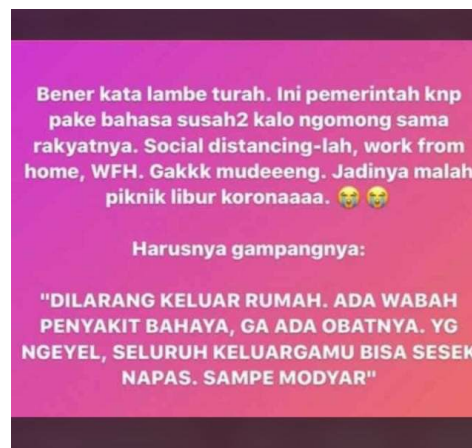 Bener kata lambe turah. Ini pemerintah knp
pake bahasa susah2 kalo ngomong sama
rakyatnya. Social distancing-lah, work from
home, WFH. Gakkk mudeeeng. Jadinya malah
piknik libur koronaaaa. 😭 😭
Harusnya gampangnya:
"DILARANG KELUAR RUMAH. ADA WABAH
PENYAKIT BAHAYA, GA ADA OBATNYA. YG
NGEYEL, SELURUH KELUARGAMU BISA SESEK
NAPAS. SAMPE MODYAR"